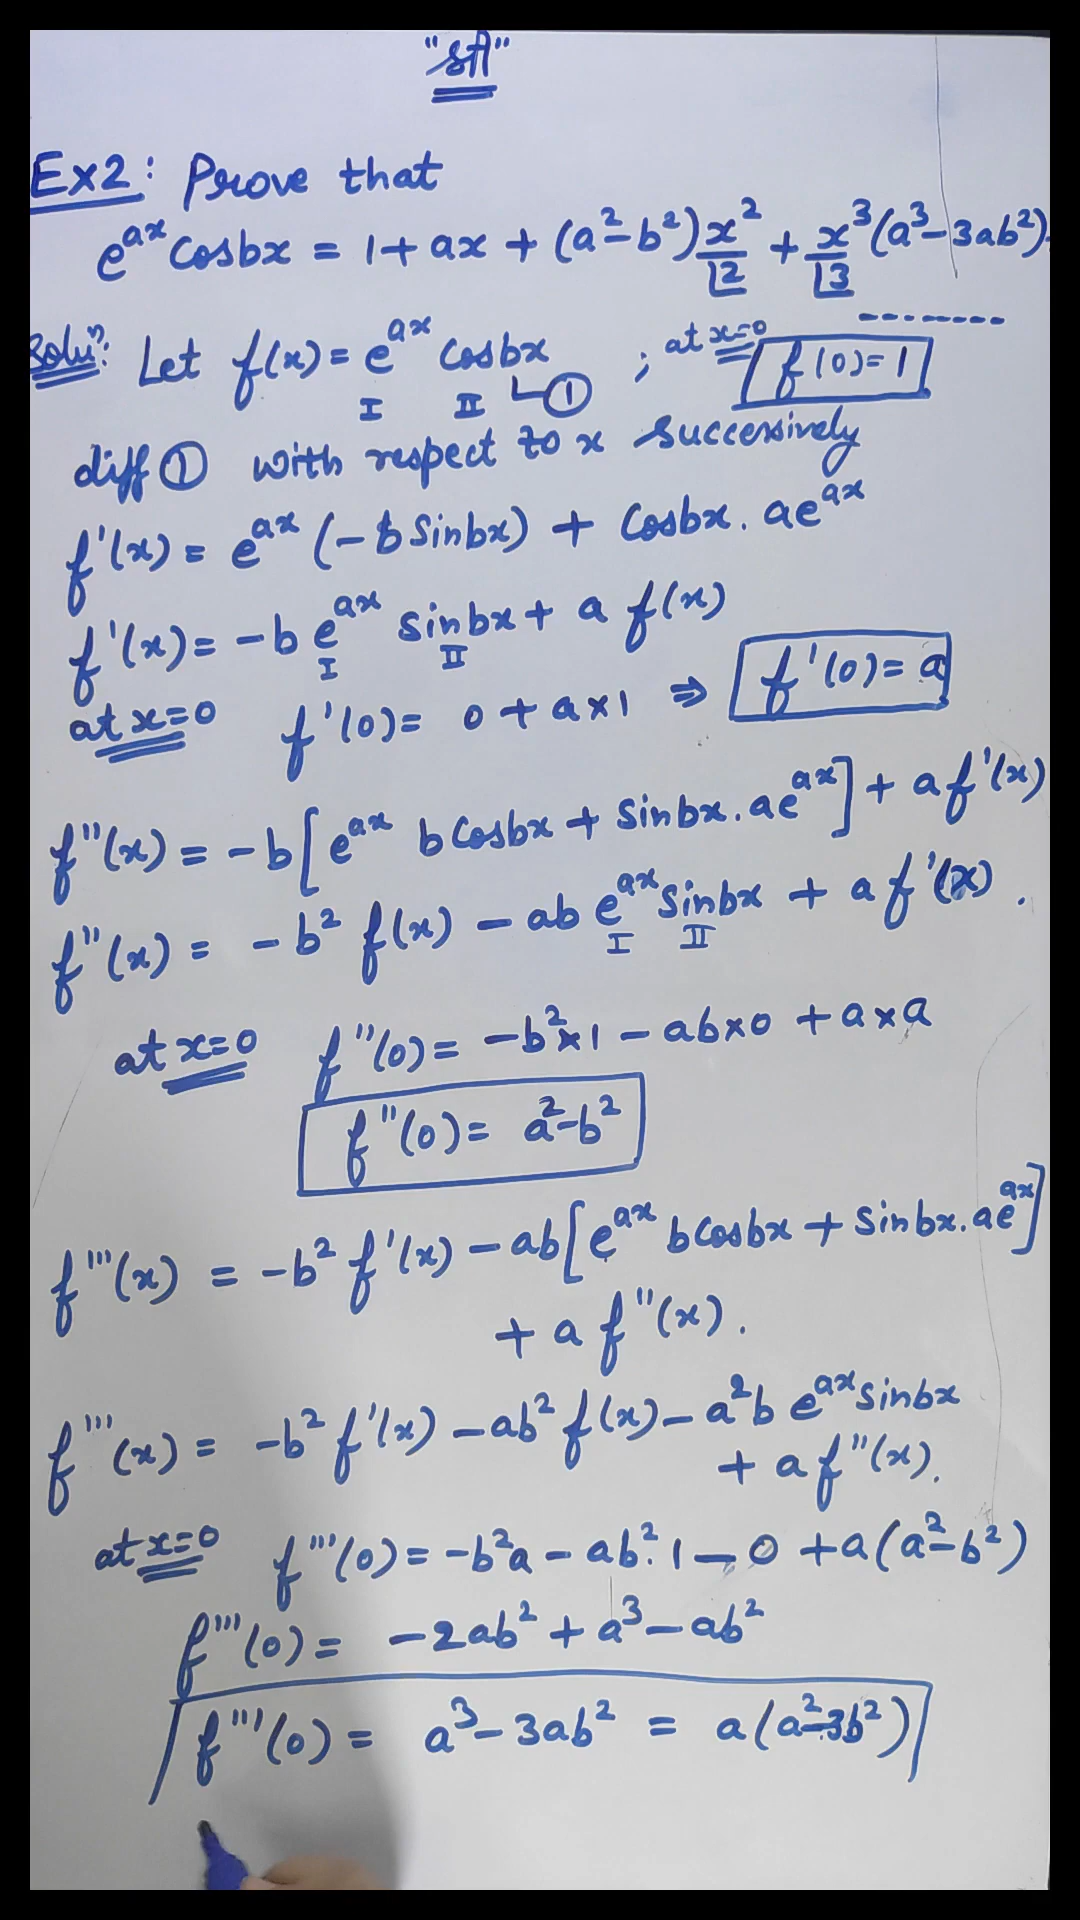 "श्री"
Ex2: Prove that
e^{ax} cosbx = 1 + ax + (a²-b²) x²/⌊2 + x³/⌊3 (a³-3ab²)-
--------
Soluⁿ: Let f(x) = e^{ax} cosbx ; at x=0 f(0)=1
I II ①
diff ① with respect to x successively
f'(x) = e^{ax} (-b sinbx) + cosbx. ae^{ax}
f'(x) = -b e^{ax} sinbx + a f(x)
I II
at x=0 f'(0) = 0 + a×1 ⇒ f'(0) = a
f''(x) = -b[e^{ax} b cosbx + sinbx. ae^{ax}] + a f'(x)
f''(x) = -b² f(x) - ab e^{ax} sinbx + a f'(x).
I II
at x=0 f''(0) = -b²×1 - ab×0 + a×a
f''(0) = a²-b²
f'''(x) = -b² f'(x) - ab[e^{ax} b cosbx + sinbx. ae^{ax}]
+ a f''(x).
f'''(x) = -b² f'(x) - ab² f(x) - a²b e^{ax} sinbx
+ a f''(x).
at x=0 f'''(0) = -b²a - ab².1 - 0 + a(a²-b²)
f'''(0) = -2ab² + a³ - ab²
f'''(0) = a³ - 3ab² = a(a²-3b²)